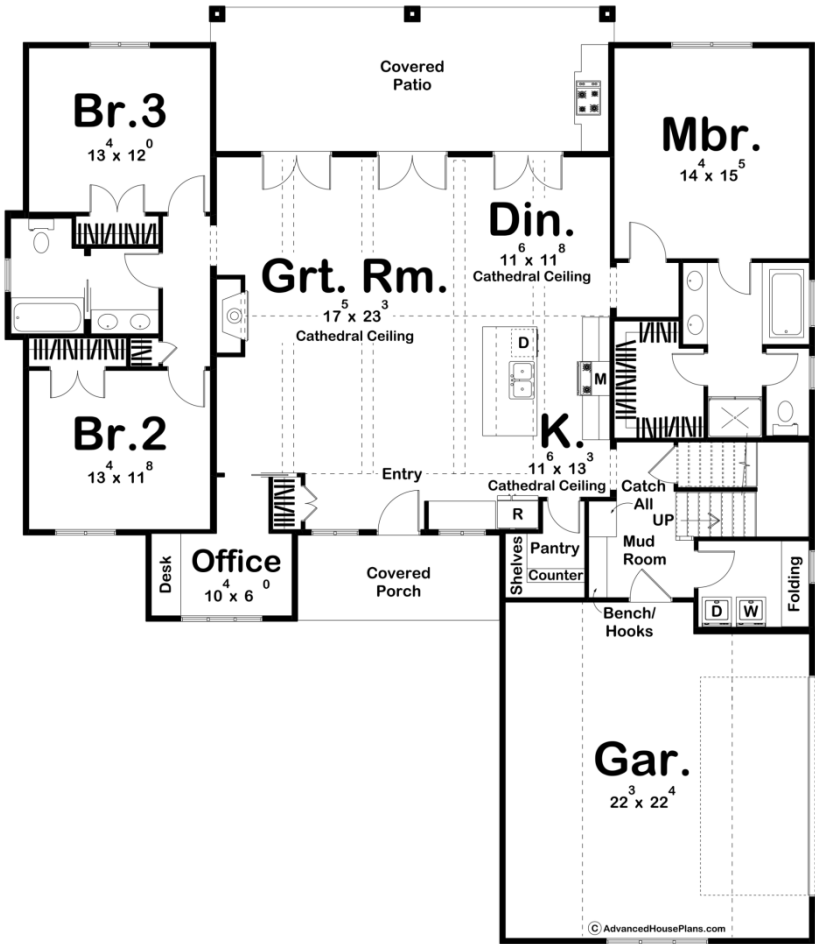 Covered
Patio
Br.3
13⁴ x 12⁰
Mbr.
14⁴ x 15⁵
Din.
11⁶ x 11⁸
Cathedral Ceiling
Grt. Rm.
17⁵ x 23³
Cathedral Ceiling
D
M
Br.2
13⁴ x 11⁸
K.
11⁶ x 13³
Cathedral Ceiling
Entry
R
Catch
All
UP
Mud
Room
Office
10⁴ x 6⁰
Desk
Covered
Porch
Shelves
Pantry
Counter
Folding
D
W
Bench/
Hooks
Gar.
22³ x 22⁴
© AdvancedHousePlans.com